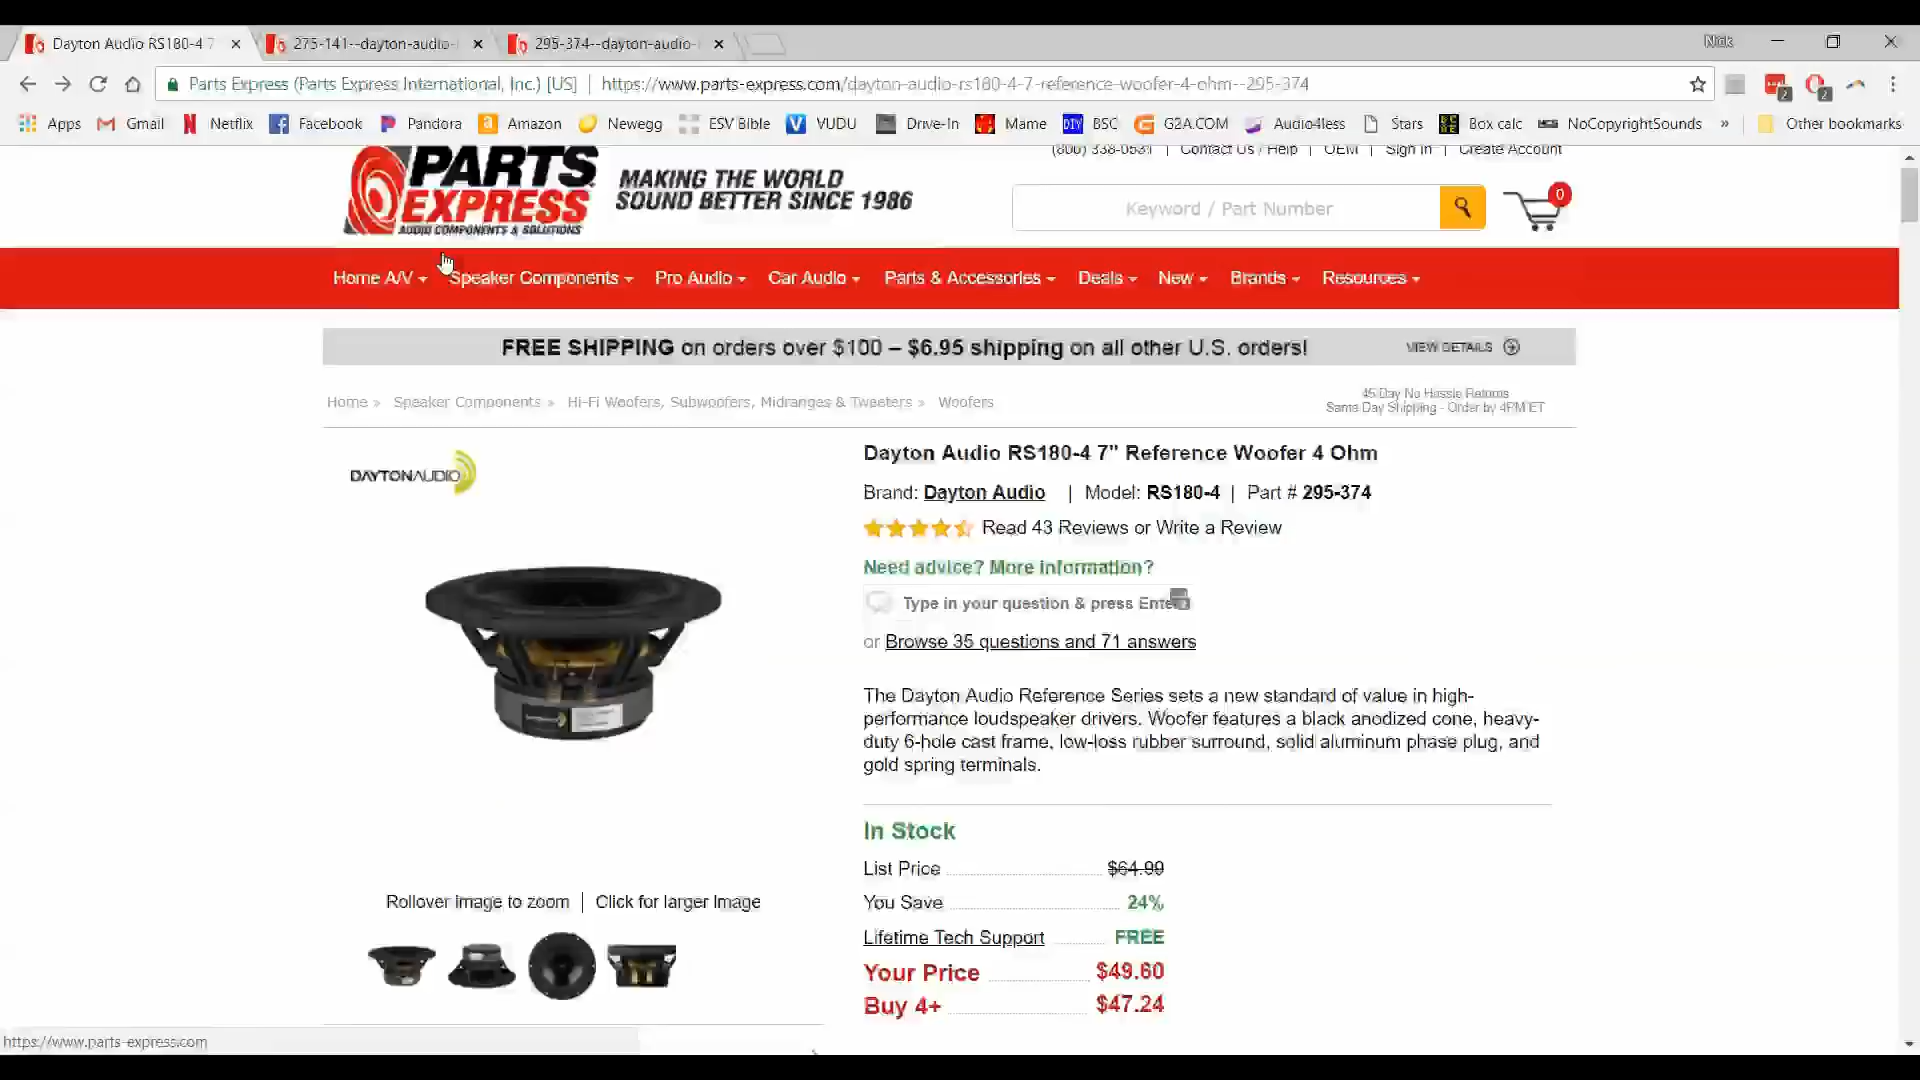 Dayton Audio RS180-4 7
275-141--dayton-audio-
295-374--dayton-audio-
Nick
Parts Express (Parts Express International, Inc.) [US] | https://www.parts-express.com/dayton-audio-rs180-4-7-reference-woofer-4-ohm--295-374
2
2
Apps
Gmail
Netflix
Facebook
Pandora
Amazon
Newegg
ESV Bible
VUDU
Drive-In
Mame
DIY BSC
G2A.COM
Audio4less
Stars
Box calc
NoCopyrightSounds
»
Other bookmarks
(800) 338-0531 | Contact Us / Help | OEM | Sign In | Create Account
PARTS EXPRESS
AUDIO COMPONENTS & SOLUTIONS
MAKING THE WORLD
SOUND BETTER SINCE 1986
Keyword / Part Number
0
Home A/V
Speaker Components
Pro Audio
Car Audio
Parts & Accessories
Deals
New
Brands
Resources
FREE SHIPPING on orders over $100 – $6.95 shipping on all other U.S. orders!
VIEW DETAILS
Home » Speaker Components » Hi-Fi Woofers, Subwoofers, Midranges & Tweeters » Woofers
45 Day No Hassle Returns
Same Day Shipping - Order by 4PM ET
DAYTON AUDIO
Dayton Audio RS180-4 7" Reference Woofer 4 Ohm
Brand: Dayton Audio | Model: RS180-4 | Part # 295-374
Read 43 Reviews or Write a Review
Need advice? More information?
Type in your question & press Enter
or Browse 35 questions and 71 answers
The Dayton Audio Reference Series sets a new standard of value in high-
performance loudspeaker drivers. Woofer features a black anodized cone, heavy-
duty 6-hole cast frame, low-loss rubber surround, solid aluminum phase plug, and
gold spring terminals.
In Stock
List Price $64.99
You Save 24%
Lifetime Tech Support FREE
Your Price $49.60
Buy 4+ $47.24
Rollover image to zoom | Click for larger image
https://www.parts-express.com